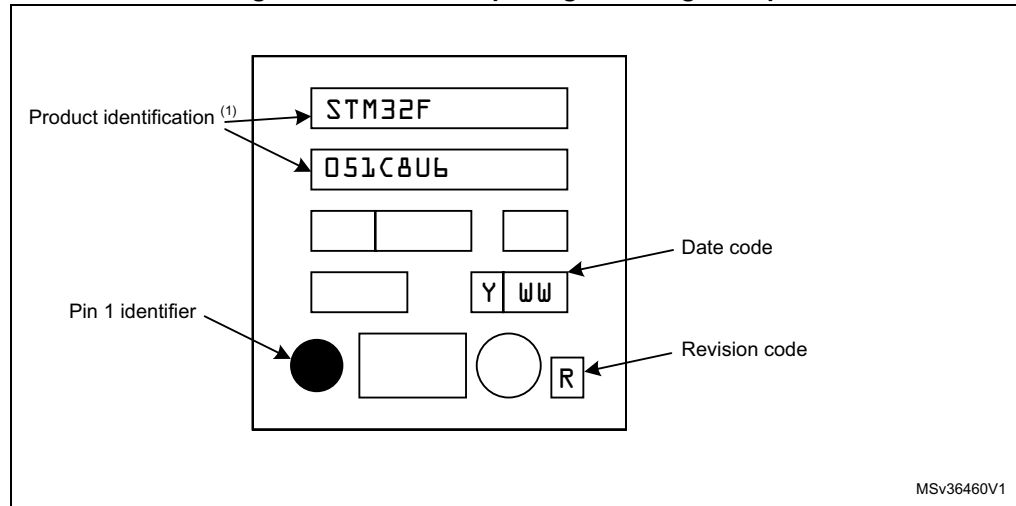 Product identification (1)
STM32F
051C8U6
Date code
Y WW
Pin 1 identifier
Revision code
R
MSv36460V1